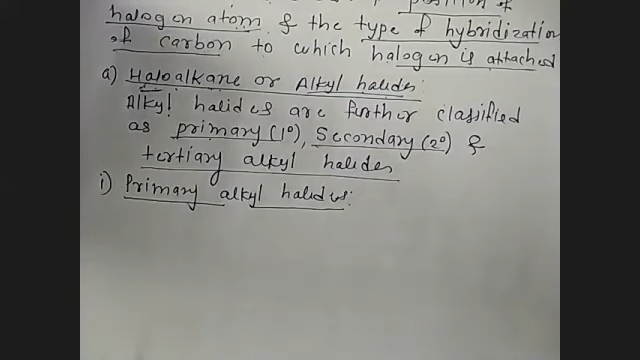 position of
halogen atom & the type of hybridization
of carbon to which halogen is attached
a) Haloalkane or Alkyl halides:
Alkyl halides are further classified
as primary (1°), Secondary (2°) &
tertiary alkyl halides
i) Primary alkyl halides: